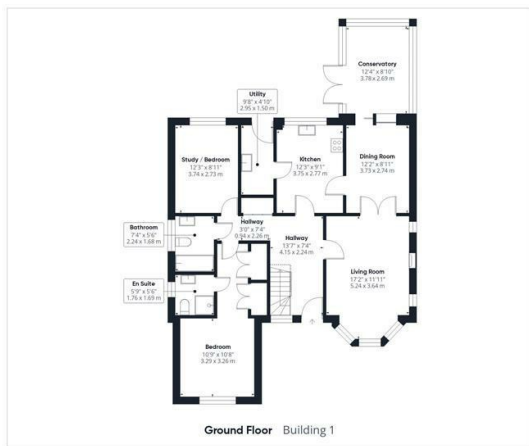 Conservatory
12'4" x 8'10"
3.78 x 2.69 m
Utility
9'8" x 4'10"
2.95 x 1.50 m
Study / Bedroom
12'3" x 8'11"
3.74 x 2.73 m
Kitchen
12'3" x 9'1"
3.75 x 2.77 m
Dining Room
12'2" x 8'11"
3.73 x 2.74 m
Hallway
3'0" x 7'4"
0.94 x 2.26 m
Bathroom
7'4" x 5'6"
2.24 x 1.68 m
Hallway
13'7" x 7'4"
4.15 x 2.24 m
Living Room
17'2" x 11'11"
5.24 x 3.64 m
En Suite
5'9" x 5'6"
1.76 x 1.69 m
Bedroom
10'9" x 10'8"
3.29 x 3.26 m
Ground Floor Building 1